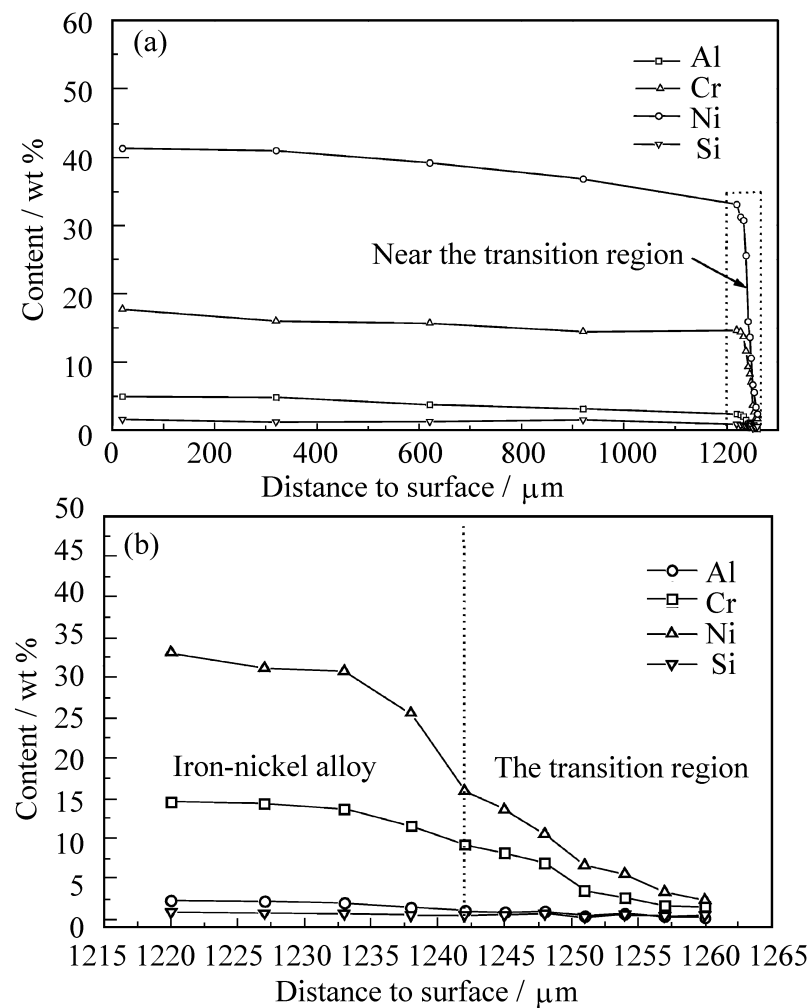 (a)
Al
Cr
Ni
Si
60
50
40
30
20
10
0
Content / wt %
Near the transition region
0 200 400 600 800 1000 1200
Distance to surface / μm
(b)
Al
Cr
Ni
Si
50
45
40
35
30
25
20
15
10
5
0
Content / wt %
Iron-nickel alloy
The transition region
1215 1220 1225 1230 1235 1240 1245 1250 1255 1260 1265
Distance to surface / μm